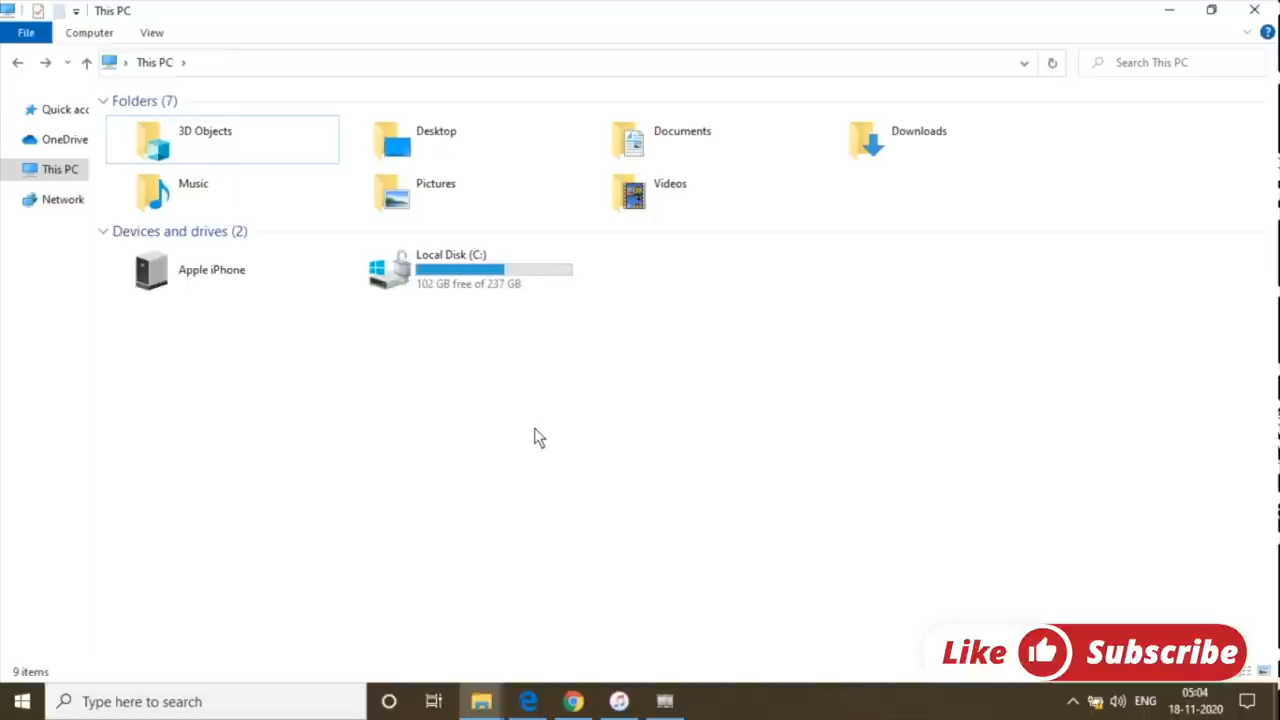 This PC
File Computer View
This PC
Search This PC
Quick acc
OneDrive
This PC
Network
Folders (7)
3D Objects
Desktop
Documents
Downloads
Music
Pictures
Videos
Devices and drives (2)
Apple iPhone
Local Disk (C:)
102 GB free of 237 GB
Like Subscribe
9 items
Type here to search
ENG
05:04
18-11-2020